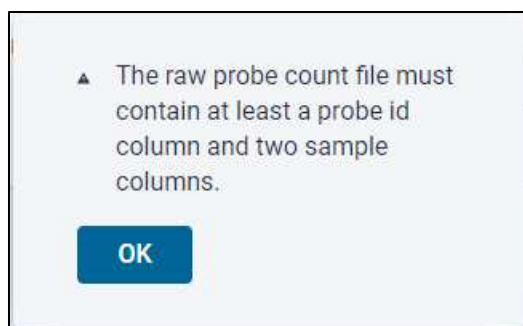 The raw probe count file must
contain at least a probe id
column and two sample
columns.
OK